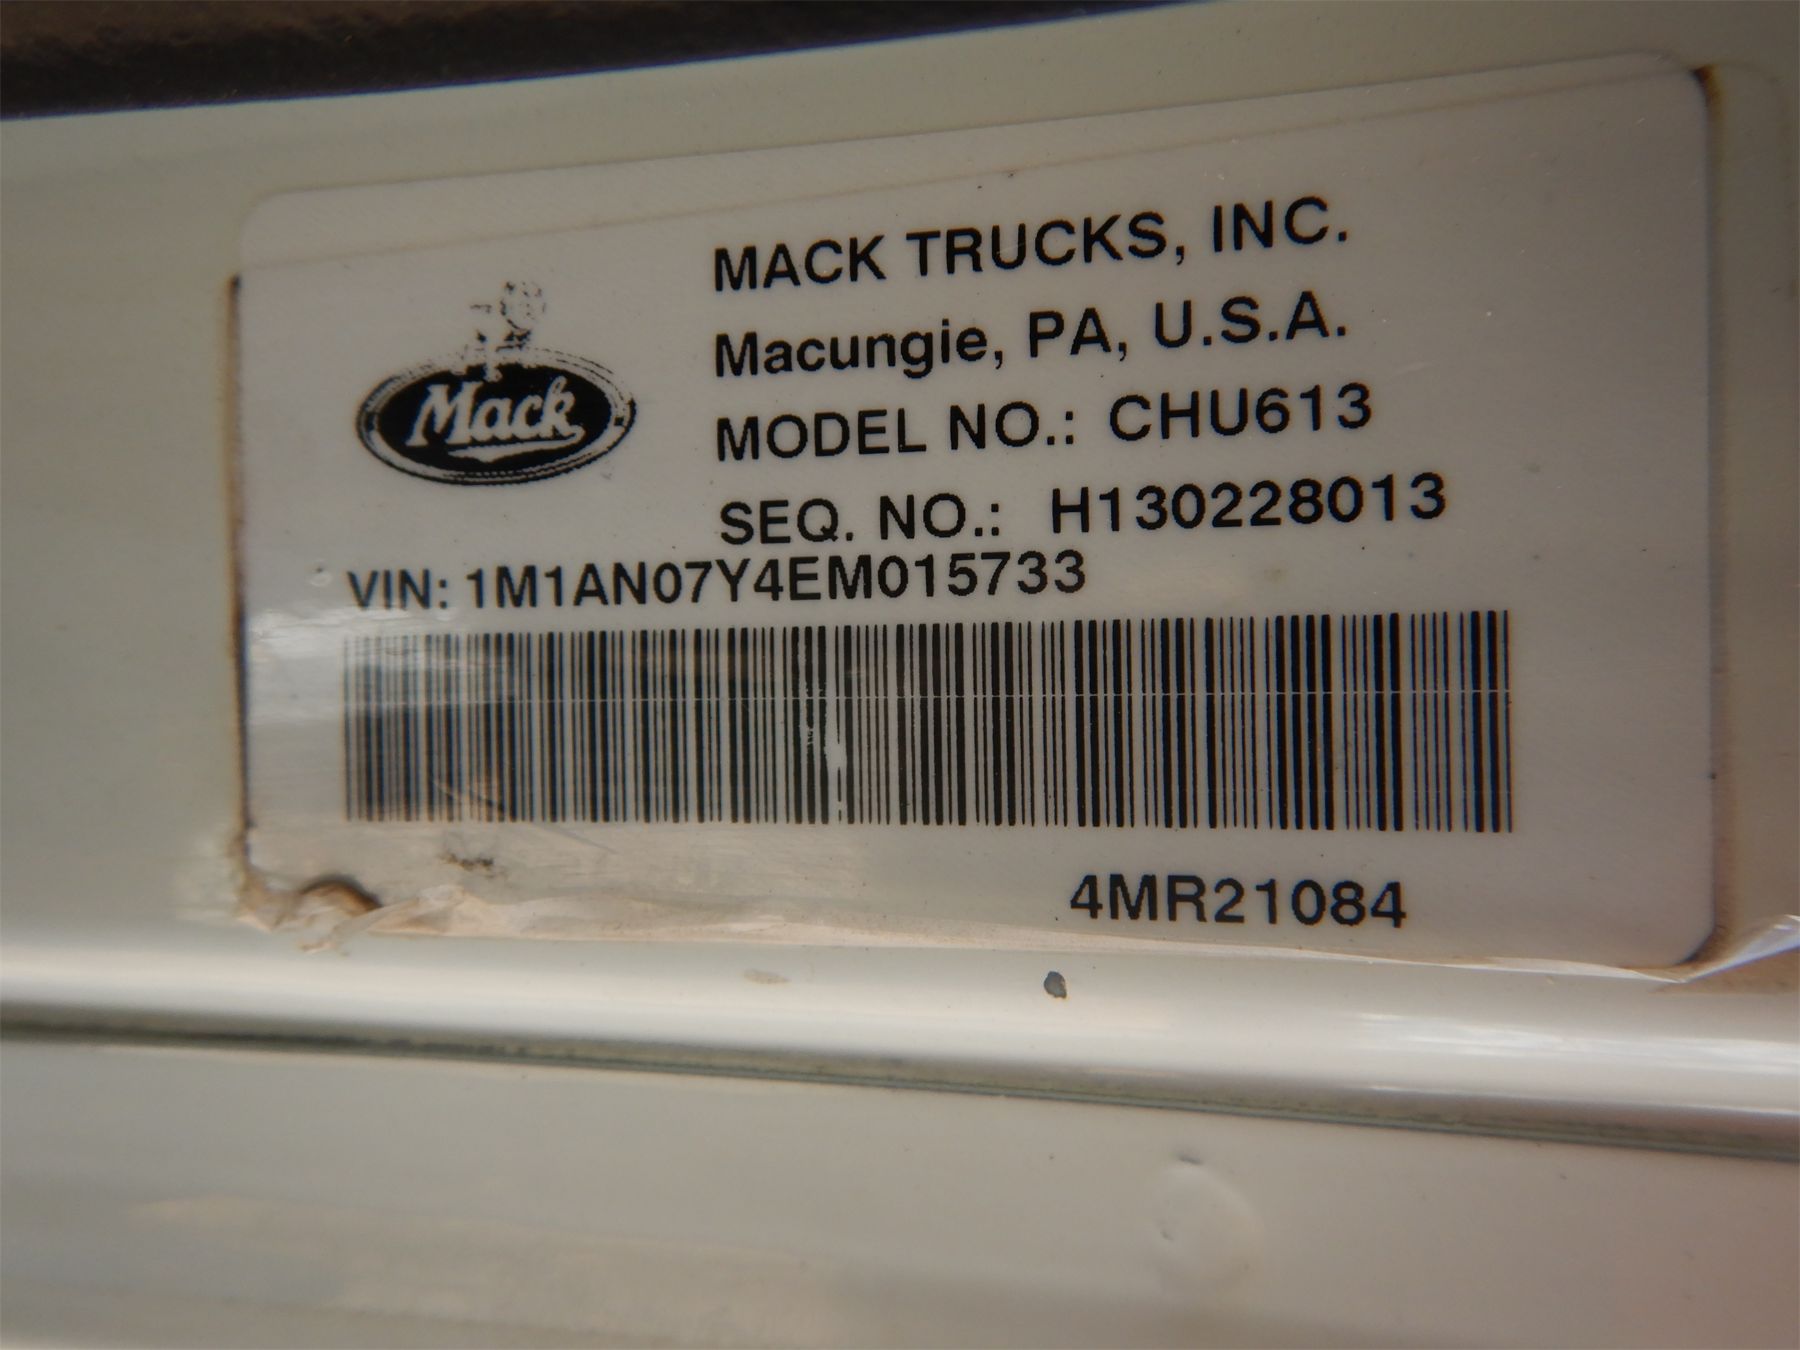 MACK TRUCKS, INC.
Macungie, PA, U.S.A.
Mack
MODEL NO.: CHU613
SEQ. NO.: H130228013
VIN: 1M1AN07Y4EM015733
4MR21084